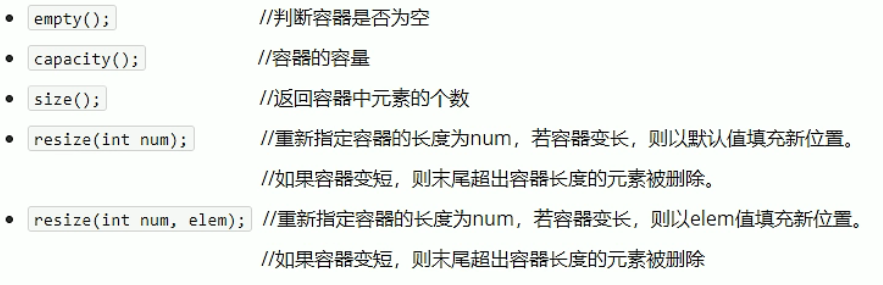 • empty(); //判断容器是否为空
• capacity(); //容器的容量
• size(); //返回容器中元素的个数
• resize(int num); //重新指定容器的长度为num，若容器变长，则以默认值填充新位置。
//如果容器变短，则末尾超出容器长度的元素被删除。
• resize(int num, elem); //重新指定容器的长度为num，若容器变长，则以elem值填充新位置。
//如果容器变短，则末尾超出容器长度的元素被删除